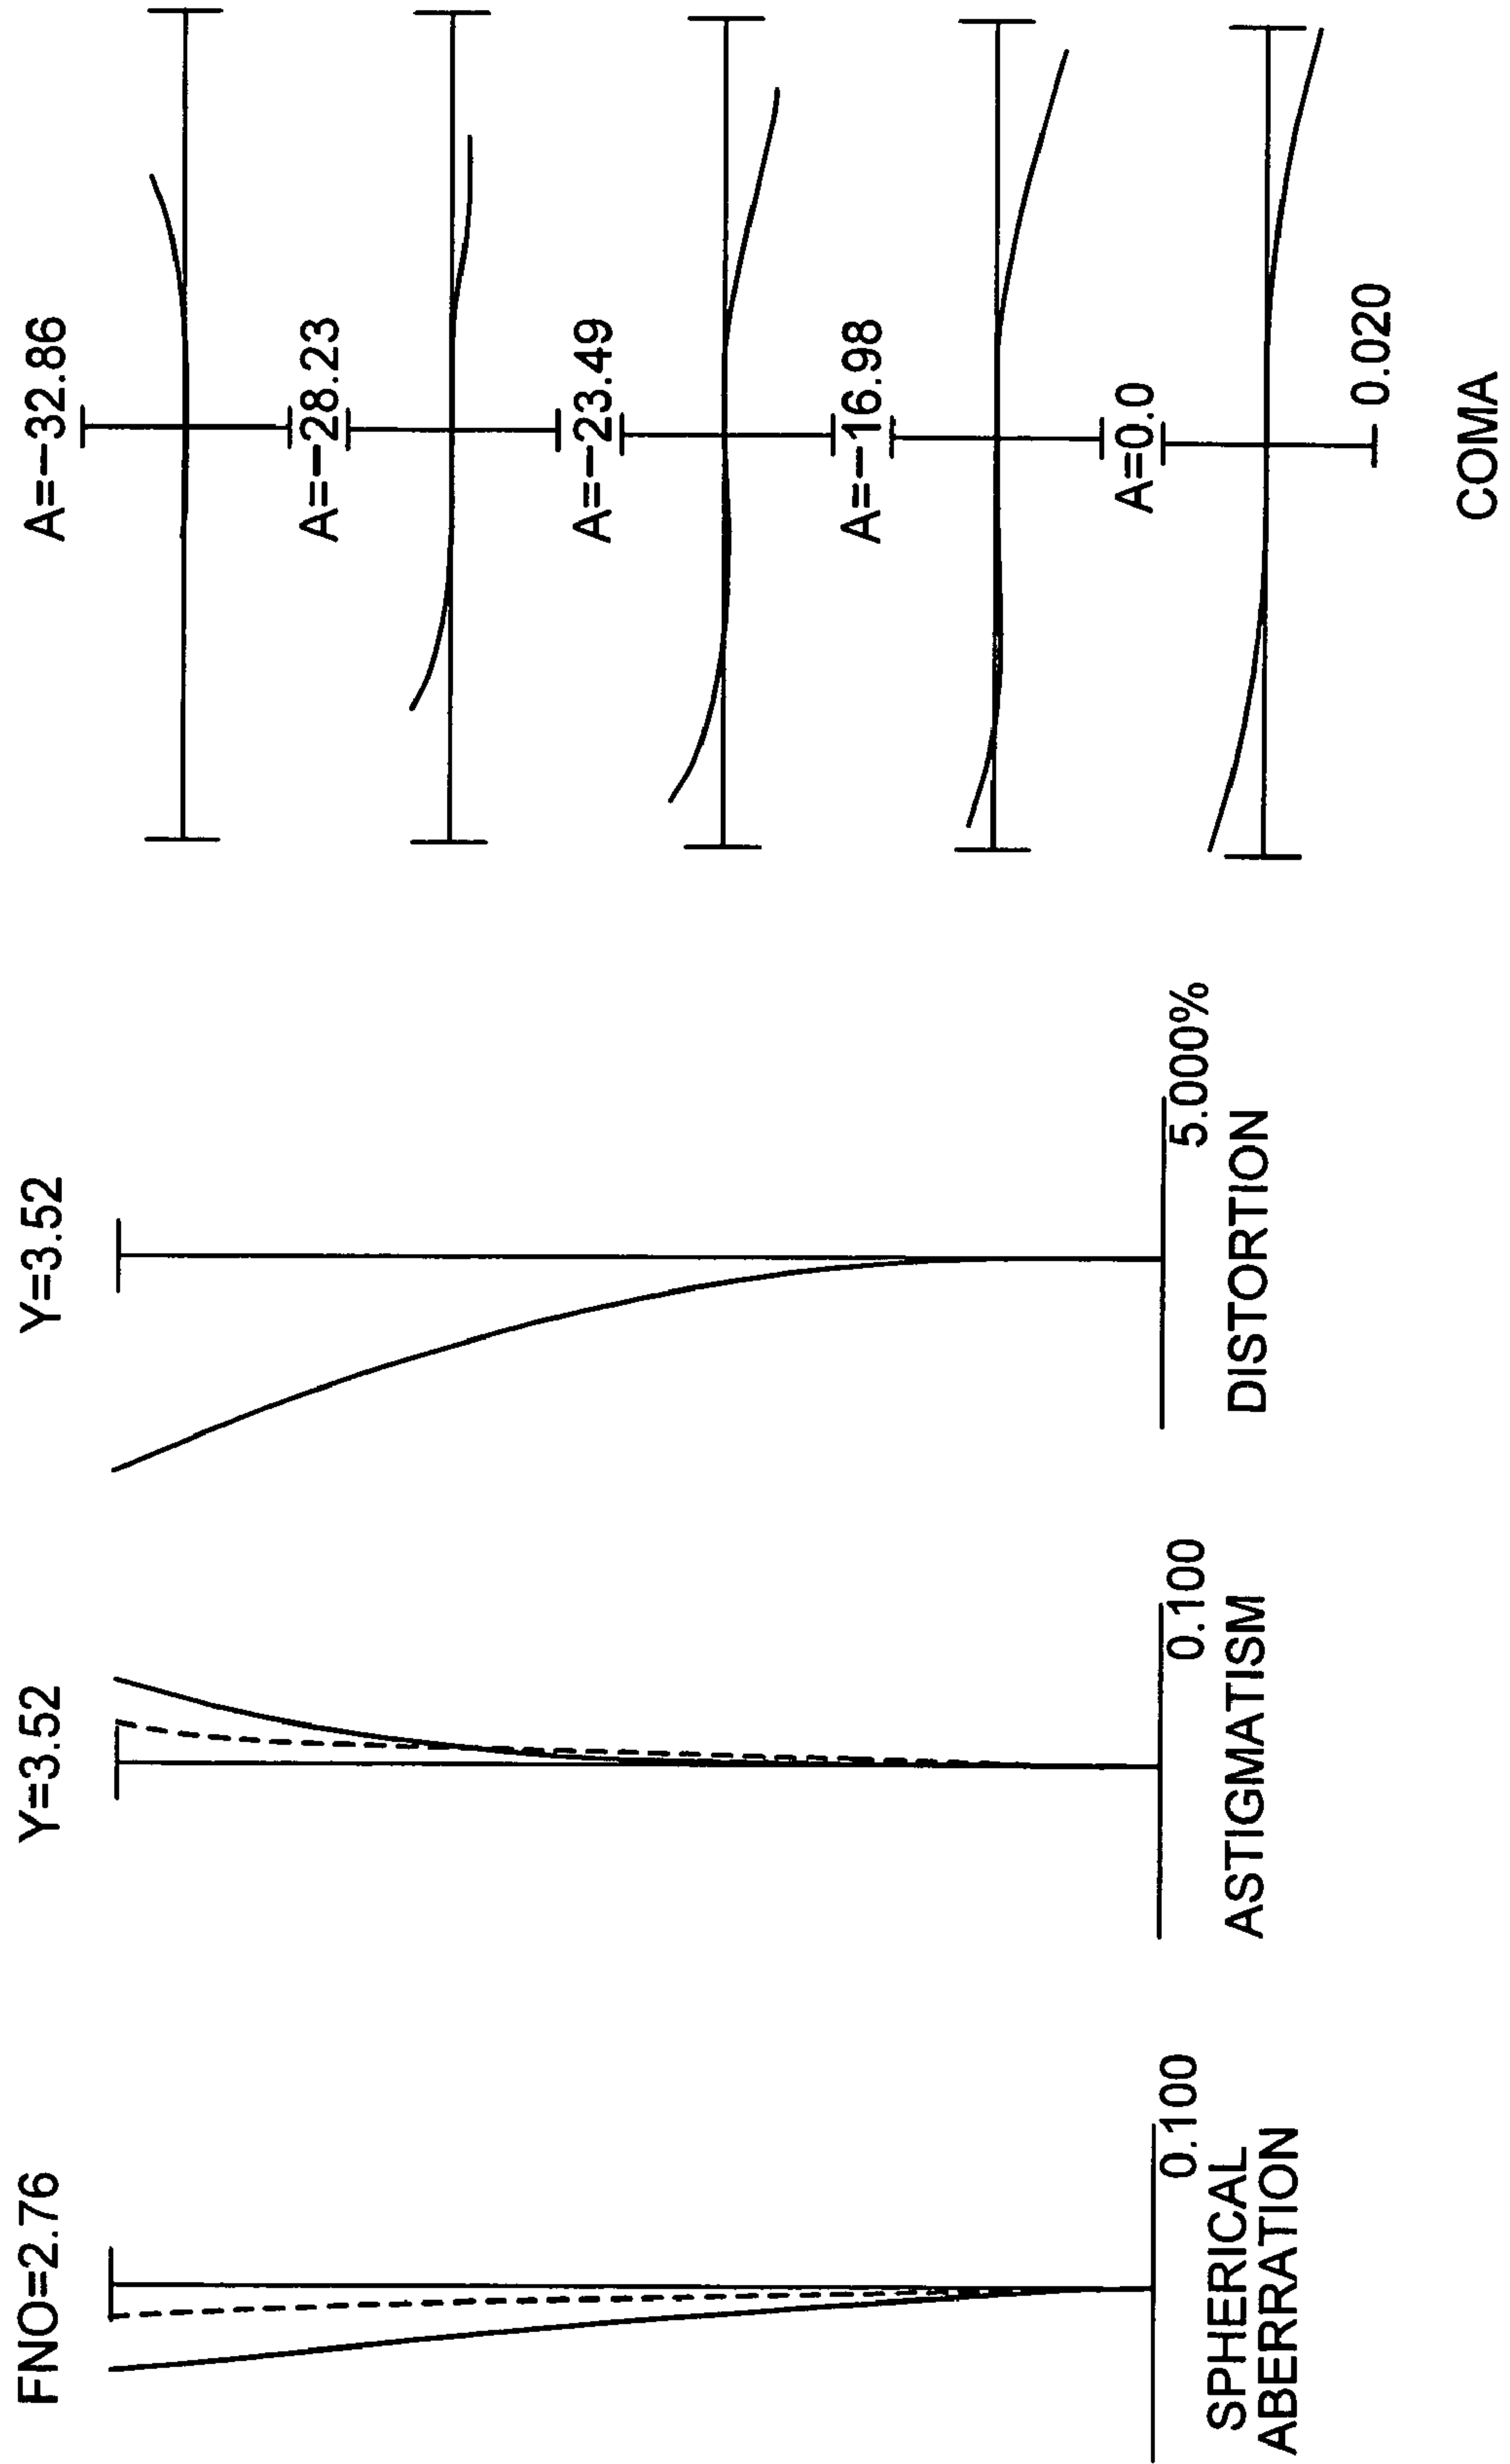 FNO=2.76
0.100
SPHERICAL
ABERRATION
Y=3.52
0.100
ASTIGMATISM
Y=3.52
5.000%
DISTORTION
A=-32.86
A=-28.23
A=-23.49
A=-16.98
A=0.0
0.020
COMA